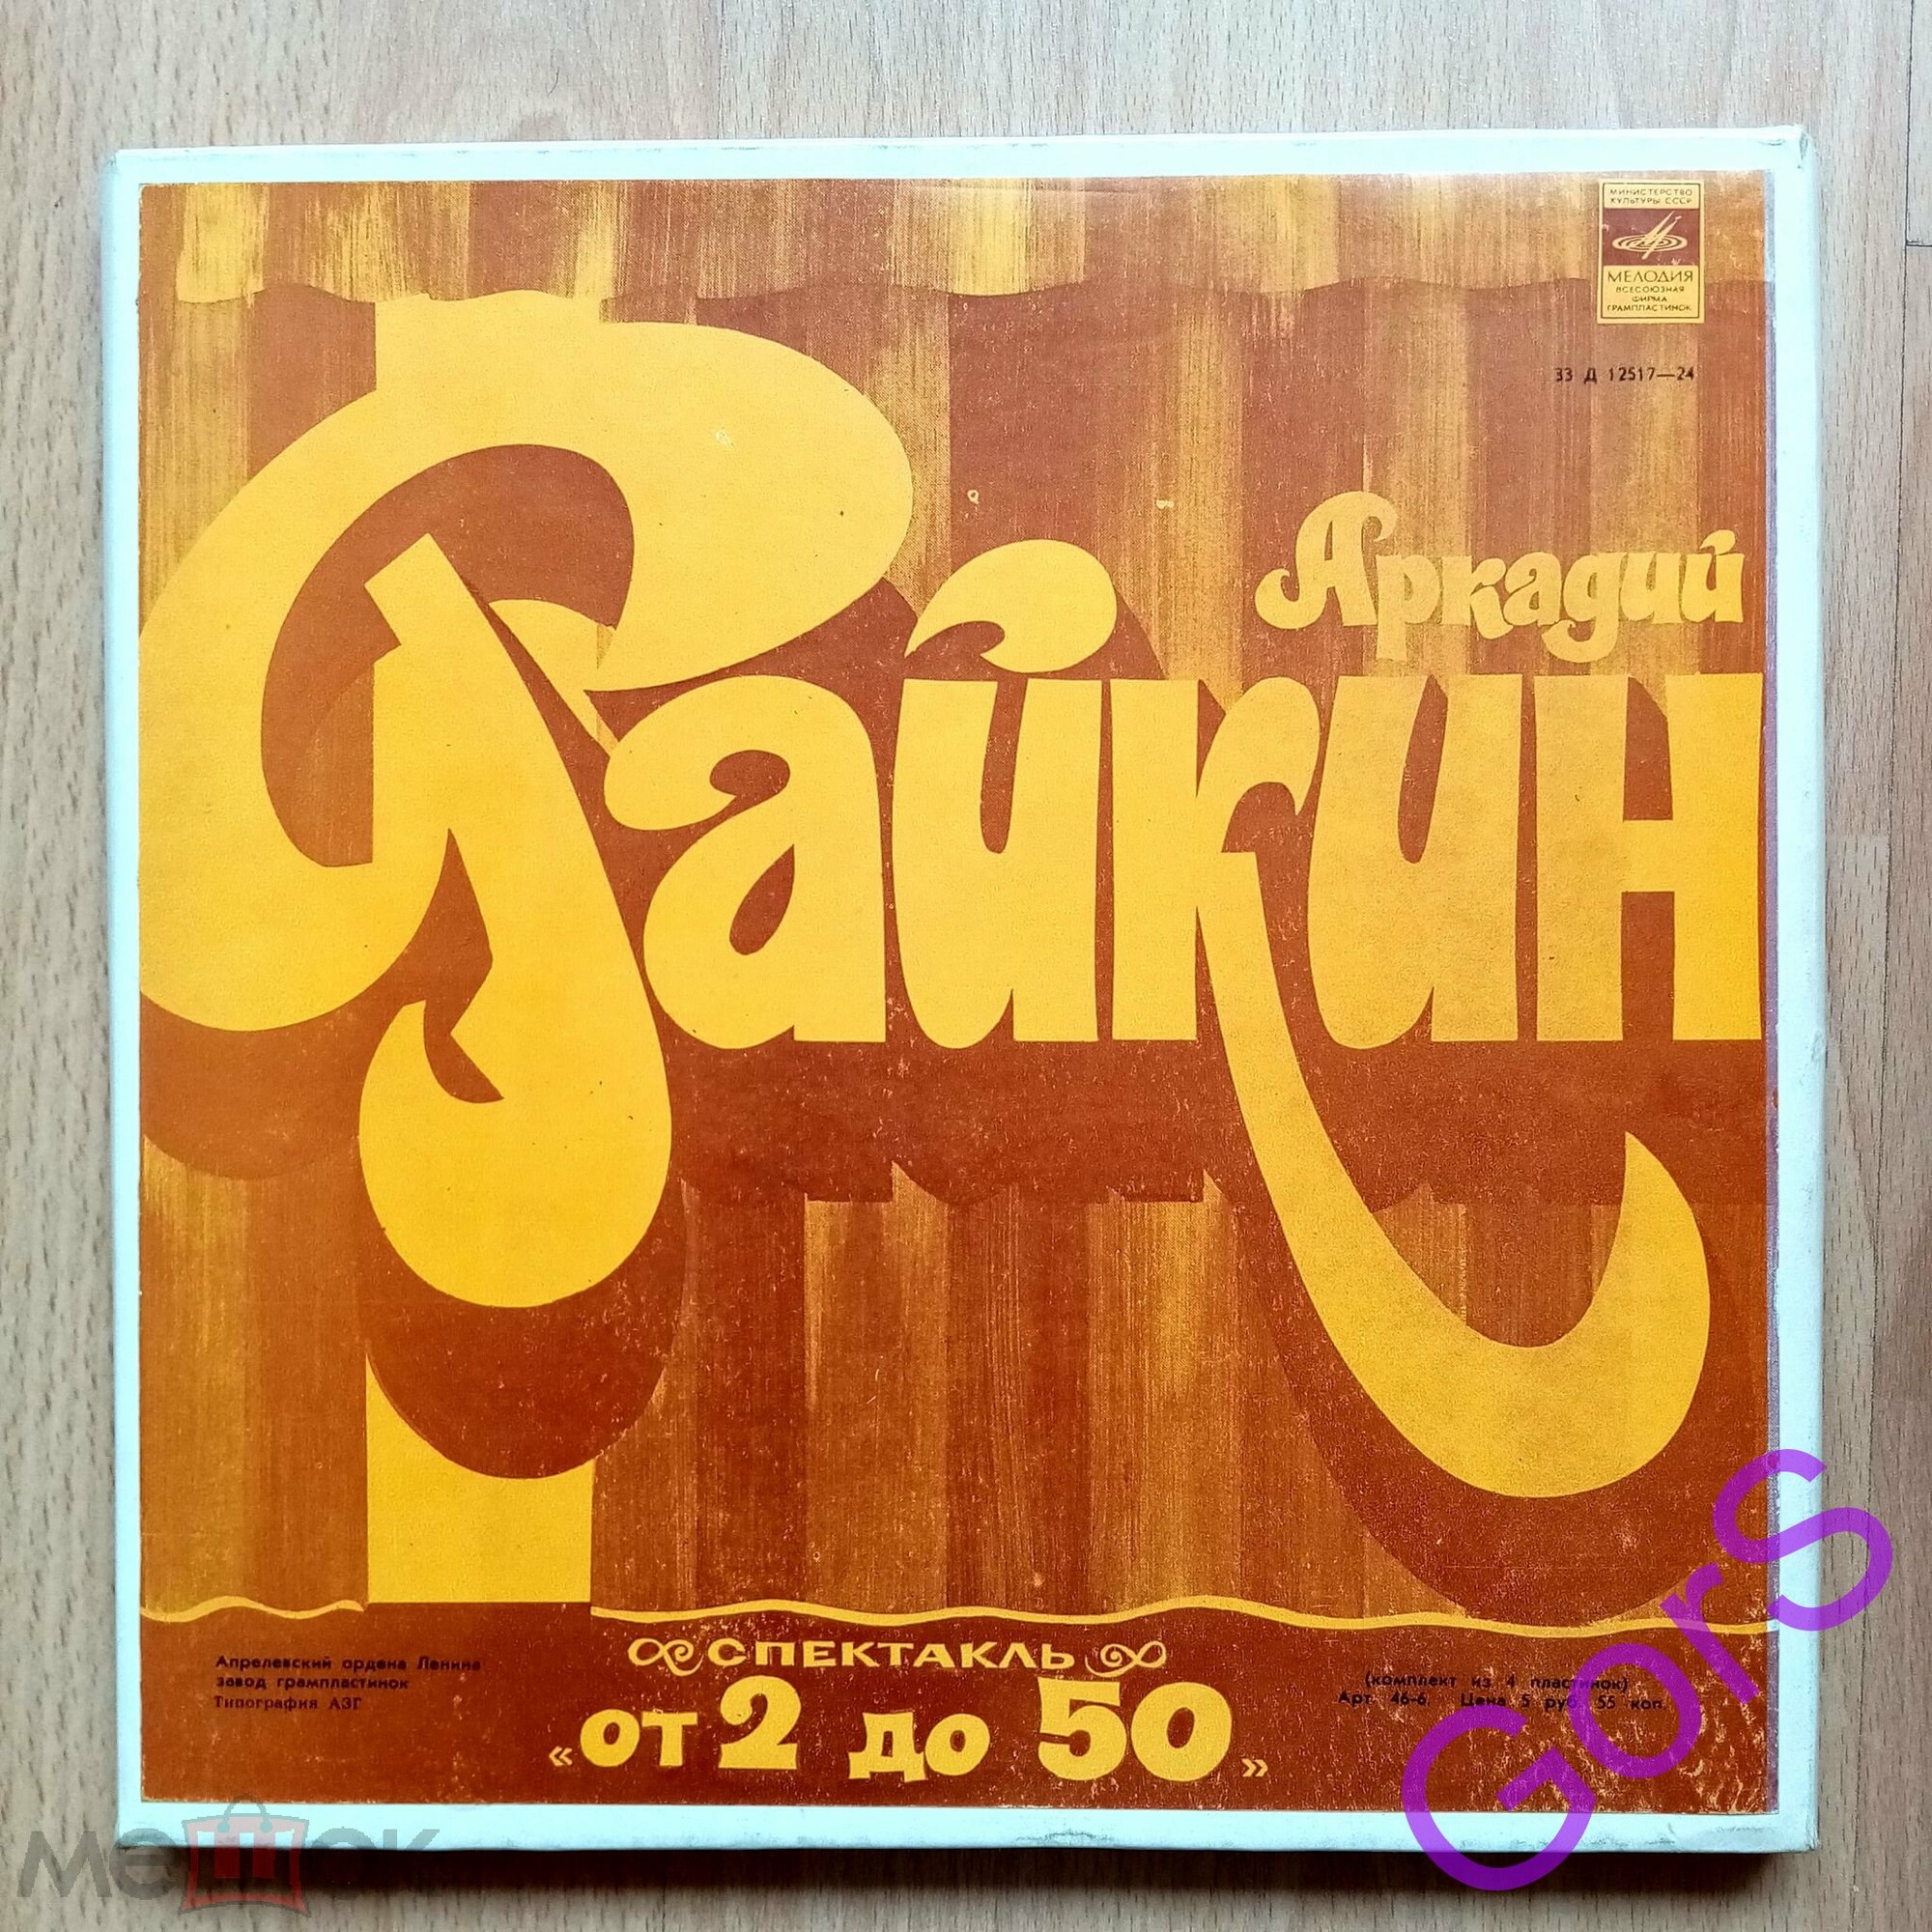 МИНИСТЕРСТВО
КУЛЬТУРЫ СССР
МЕЛОДИЯ
ВСЕСОЮЗНАЯ
ФИРМА
ГРАМПЛАСТИНОК
33 Д 12517—24
Аркадий
Райкин
СПЕКТАКЛЬ
«от 2 до 50»
Апрелевский ордена Ленина
завод грампластинок
Типография АЗГ
(комплект из 4 пластинок)
Арт. 46-6. Цена 5 руб. 55 коп.
GorS
мешок